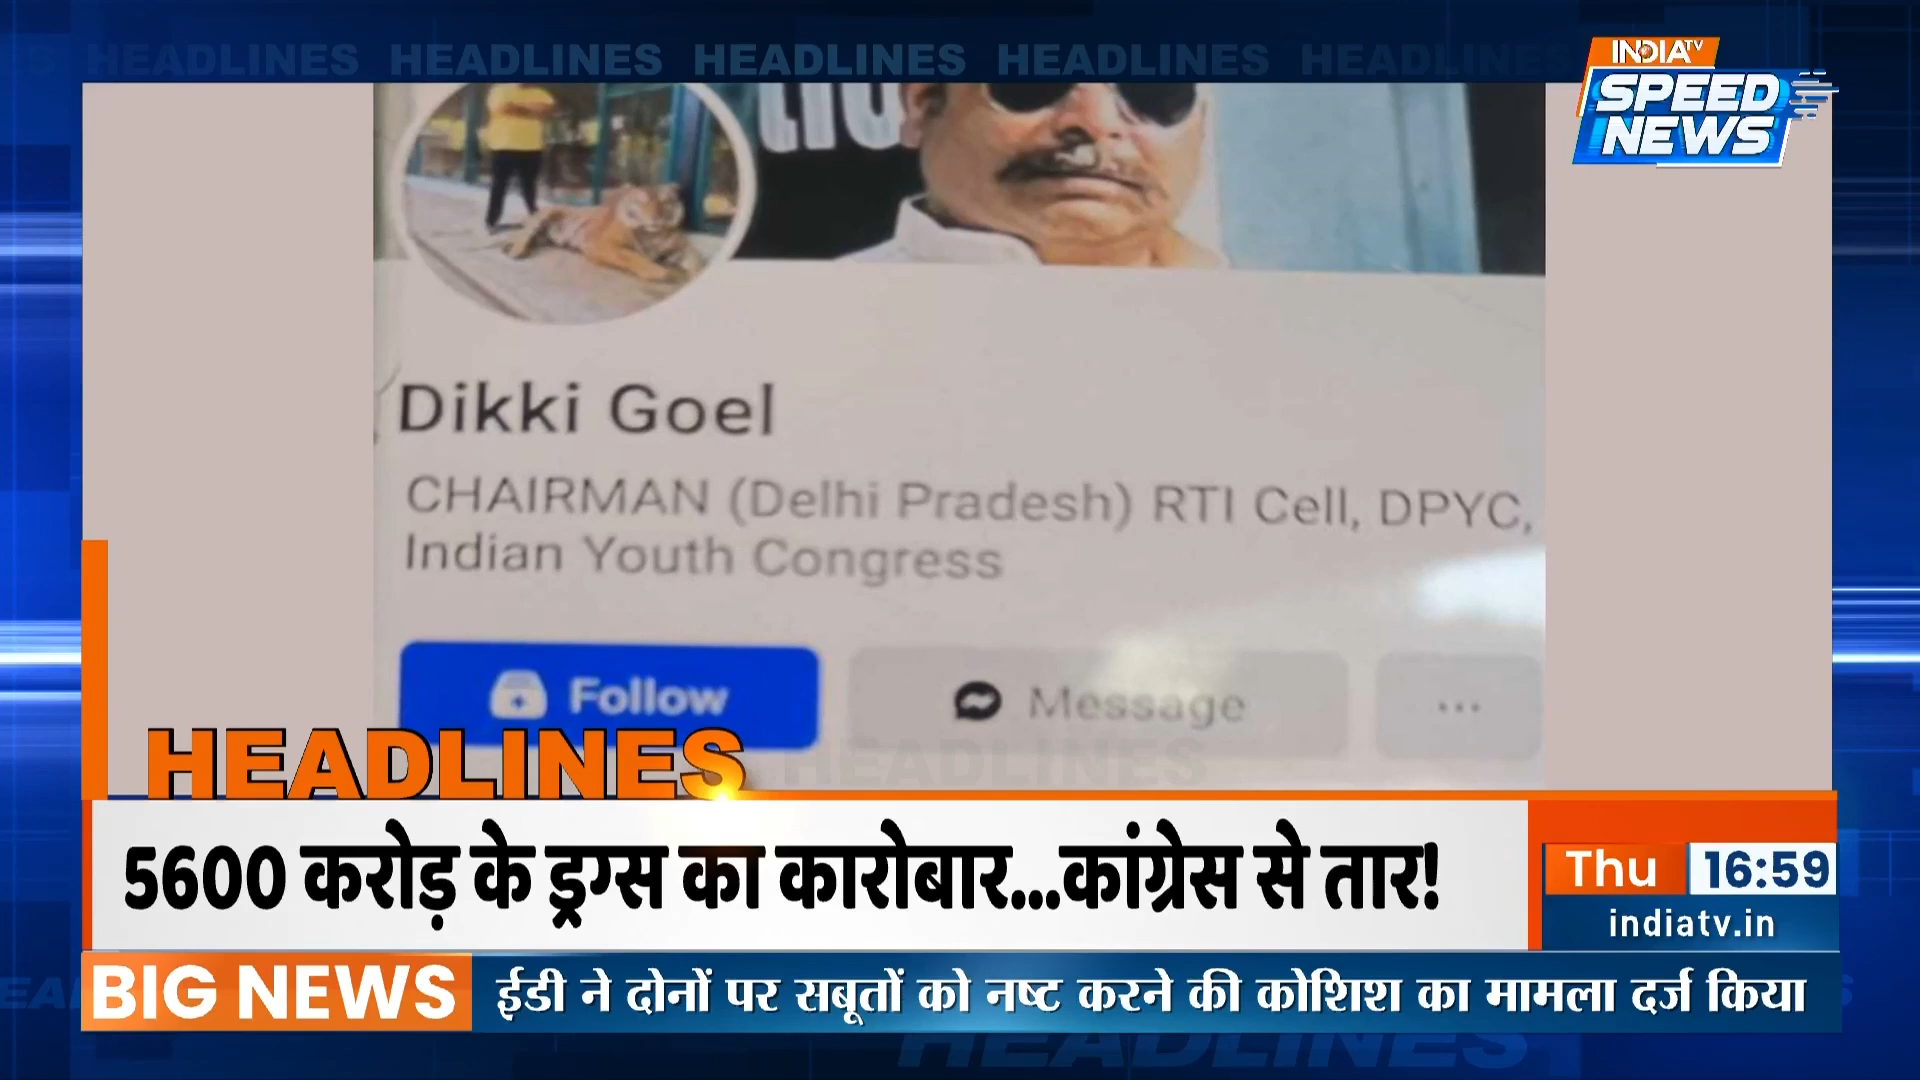 HEADLINES HEADLINES HEADLINES HEADLINES
INDIA TV
SPEED
NEWS
Dikki Goel
CHAIRMAN (Delhi Pradesh) RTI Cell, DPYC,
Indian Youth Congress
Follow
Message
...
HEADLINES
HEADLINES
5600 करोड़ के ड्रग्स का कारोबार...कांग्रेस से तार!
Thu 16:59
indiatv.in
BIG NEWS ईडी ने दोनों पर सबूतों को नष्ट करने की कोशिश का मामला दर्ज किया
HEADLINES